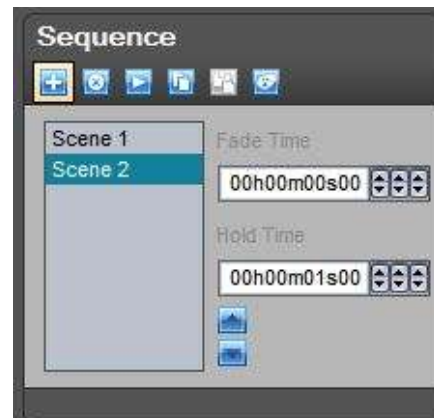 Sequence
Scene 1
Scene 2
Fade Time
00h00m00s00
Hold Time
00h00m01s00